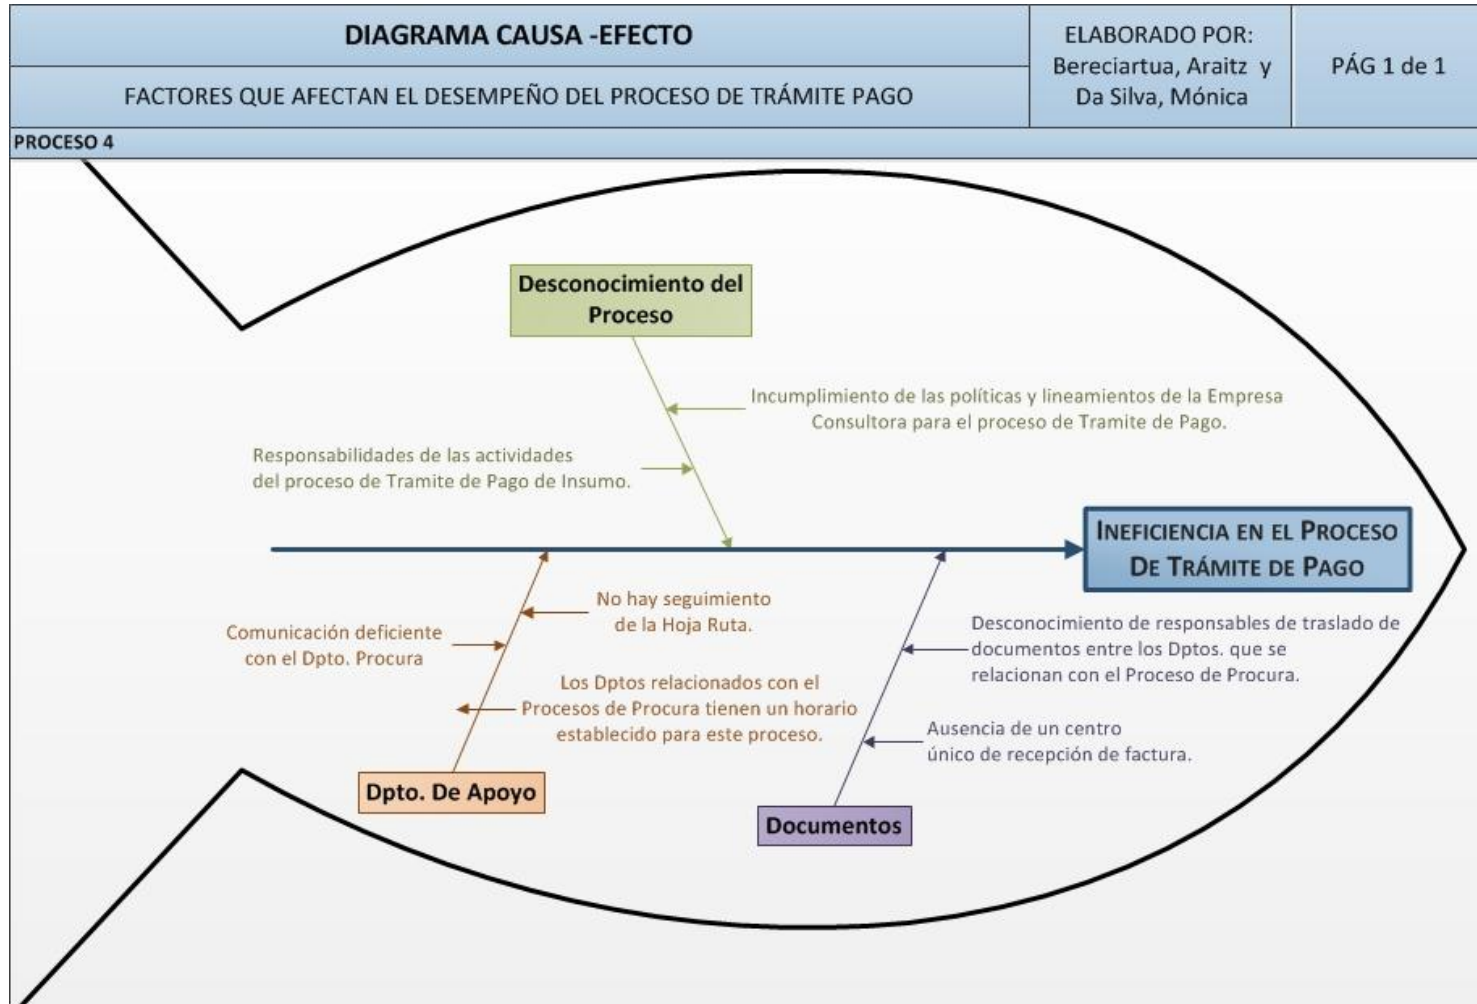 DIAGRAMA CAUSA -EFECTO
FACTORES QUE AFECTAN EL DESEMPEÑO DEL PROCESO DE TRÁMITE PAGO
ELABORADO POR:
Bereciartua, Araitz y
Da Silva, Mónica
PÁG 1 de 1
PROCESO 4
Desconocimiento del
Proceso
Incumplimiento de las políticas y lineamientos de la Empresa
Consultora para el proceso de Tramite de Pago.
Responsabilidades de las actividades
del proceso de Tramite de Pago de Insumo.
INEFICIENCIA EN EL PROCESO
DE TRÁMITE DE PAGO
No hay seguimiento
de la Hoja Ruta.
Comunicación deficiente
con el Dpto. Procura
Los Dptos relacionados con el
Procesos de Procura tienen un horario
establecido para este proceso.
Dpto. De Apoyo
Desconocimiento de responsables de traslado de
documentos entre los Dptos. que se
relacionan con el Proceso de Procura.
Ausencia de un centro
único de recepción de factura.
Documentos